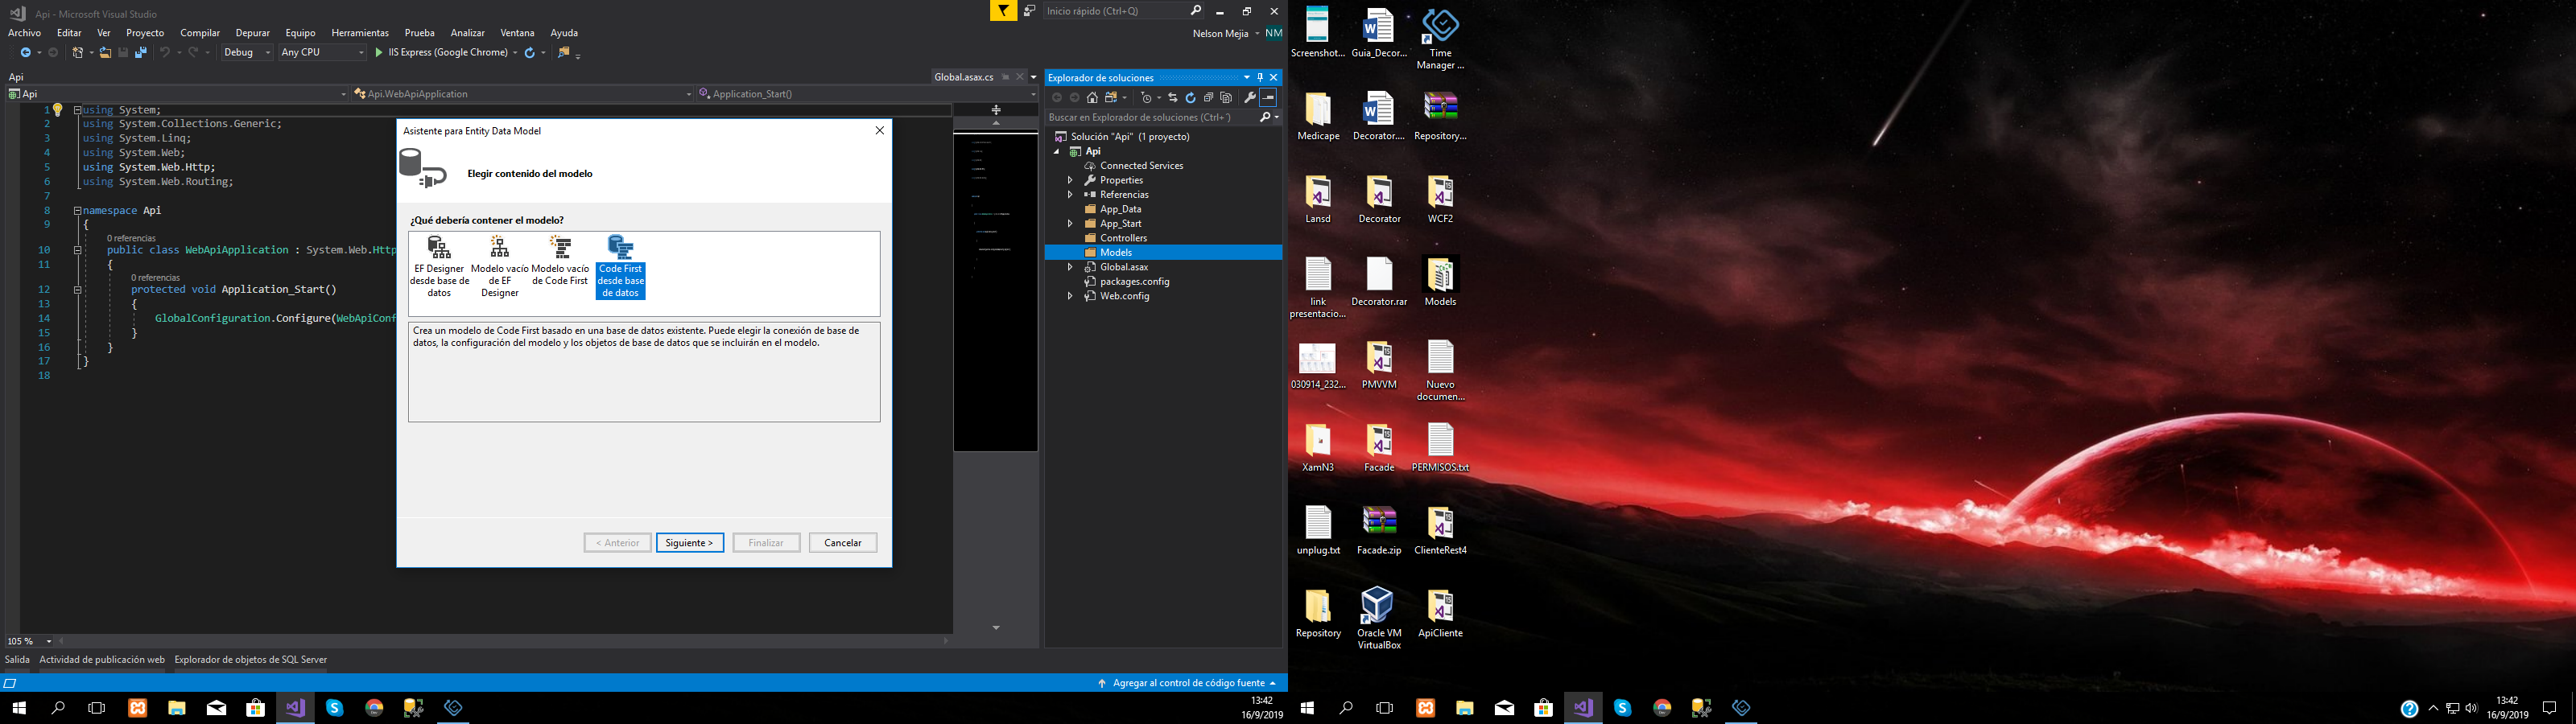 Api - Microsoft Visual Studio
Inicio rápido (Ctrl+Q)
Archivo Editar Ver Proyecto Compilar Depurar Equipo Herramientas Prueba Analizar Ventana Ayuda
Nelson Mejia NM
Debug Any CPU IIS Express (Google Chrome)
Api
Global.asax.cs
Api Api.WebApiApplication Application_Start()
1 using System;
2 using System.Collections.Generic;
3 using System.Linq;
4 using System.Web;
5 using System.Web.Http;
6 using System.Web.Routing;
7
8 namespace Api
9 {
0 referencias
10 public class WebApiApplication : System.Web.Http
11 {
0 referencias
12 protected void Application_Start()
13 {
14 GlobalConfiguration.Configure(WebApiConf
15 }
16 }
17 }
18
105 %
Asistente para Entity Data Model
Elegir contenido del modelo
¿Qué debería contener el modelo?
EF Designer desde base de datos
Modelo vacío de EF Designer
Modelo vacío de Code First
Code First desde base de datos
Crea un modelo de Code First basado en una base de datos existente. Puede elegir la conexión de base de
datos, la configuración del modelo y los objetos de base de datos que se incluirán en el modelo.
< Anterior Siguiente > Finalizar Cancelar
Explorador de soluciones
Buscar en Explorador de soluciones (Ctrl+´)
Solución "Api" (1 proyecto)
Api
Connected Services
Properties
Referencias
App_Data
App_Start
Controllers
Models
Global.asax
packages.config
Web.config
Salida Actividad de publicación web Explorador de objetos de SQL Server
Agregar al control de código fuente
13:42
16/9/2019
Screenshot... Guia_Decor... Time Manager ...
Medicape Decorator.... Repository...
Lansd Decorator WCF2
link presentacio... Decorator.rar Models
030914_232... PMVVM Nuevo documen...
XamN3 Facade PERMISOS.txt
unplug.txt Facade.zip ClienteRest4
Repository Oracle VM VirtualBox ApiCliente
13:42
16/9/2019